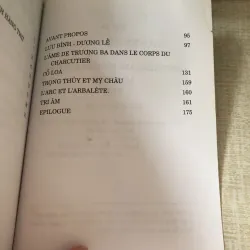 AVANT PROPOS 95
LƯU BÌNH - DƯƠNG LỄ 97
L'ÂME DE TRƯƠNG BA DANS LE CORPS DU
CHARCUTIER
CỔ LOA 131
TRỌNG THỦY ET MỴ CHÂU 159
L'ARC ET L'ARBALÈTE 160
TRI ÂM 161
EPILOGUE 175